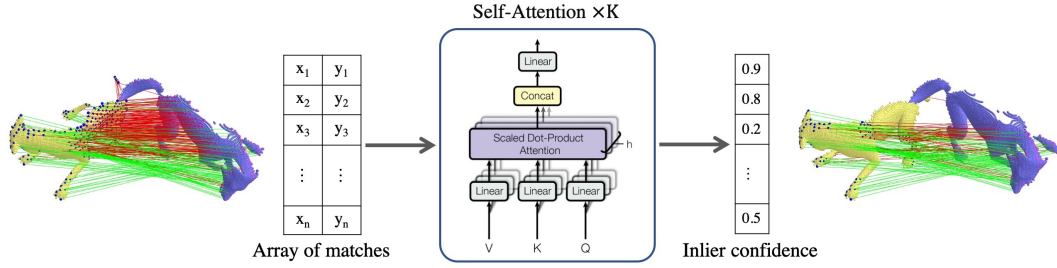 Self-Attention ×K
x1 y1
x2 y2
x3 y3
⋮ ⋮
xn yn
Array of matches
Linear
Concat
Scaled Dot-Product
Attention
h
Linear Linear Linear
V K Q
0.9
0.8
0.2
⋮
0.5
Inlier confidence